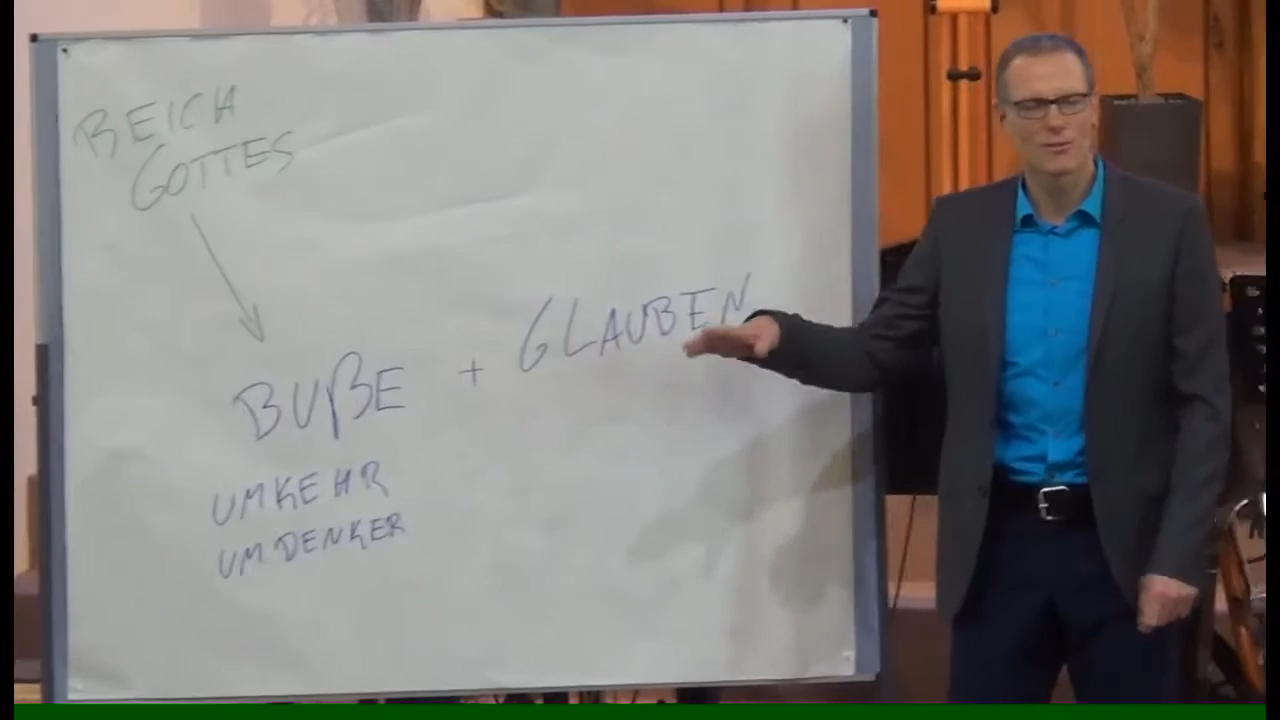 REICH
GOTTES
BUßE + GLAUBEN
UMKEHR
UMDENKER